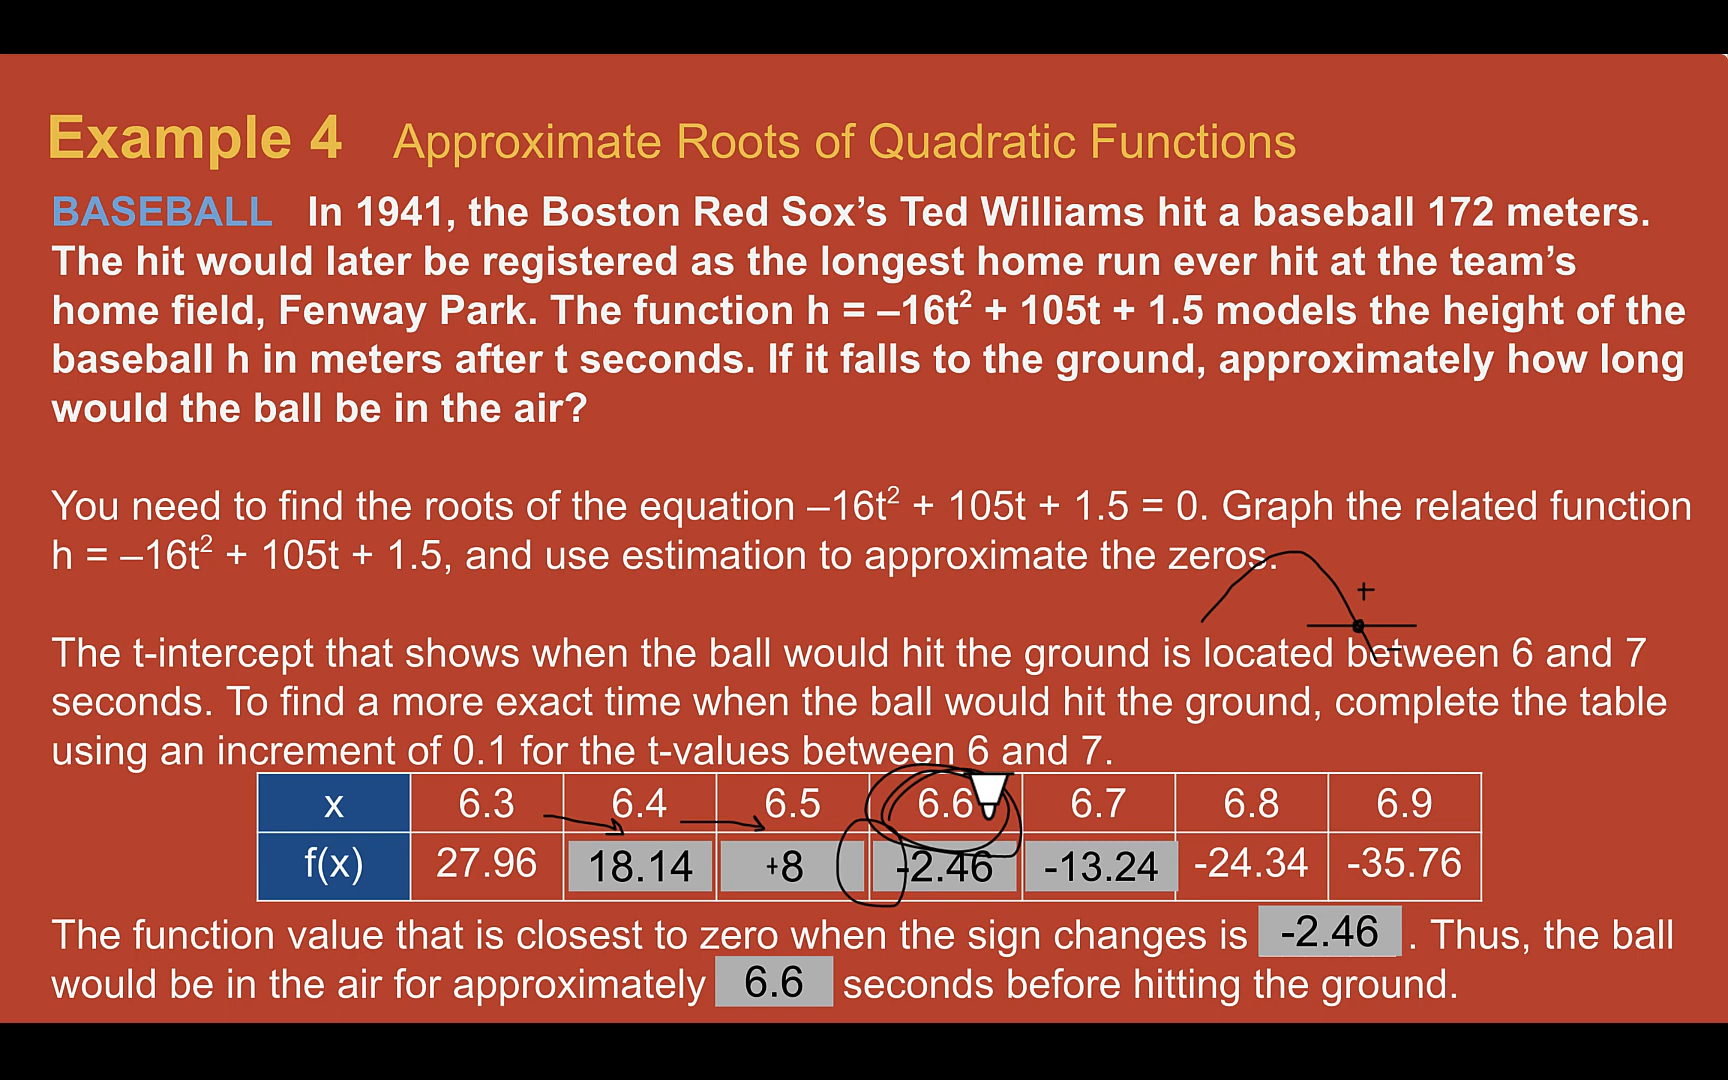 Example 4 Approximate Roots of Quadratic Functions
BASEBALL In 1941, the Boston Red Sox’s Ted Williams hit a baseball 172 meters.
The hit would later be registered as the longest home run ever hit at the team’s
home field, Fenway Park. The function h = –16t² + 105t + 1.5 models the height of the
baseball h in meters after t seconds. If it falls to the ground, approximately how long
would the ball be in the air?
You need to find the roots of the equation –16t² + 105t + 1.5 = 0. Graph the related function
h = –16t² + 105t + 1.5, and use estimation to approximate the zeros.
+
The t-intercept that shows when the ball would hit the ground is located between 6 and 7
–
seconds. To find a more exact time when the ball would hit the ground, complete the table
using an increment of 0.1 for the t-values between 6 and 7.
x 6.3 6.4 6.5 6.6 6.7 6.8 6.9
f(x) 27.96 18.14 +8 -2.46 -13.24 -24.34 -35.76
The function value that is closest to zero when the sign changes is -2.46 . Thus, the ball
would be in the air for approximately 6.6 seconds before hitting the ground.